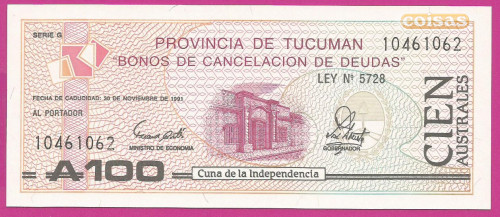 coisas
SERIE G
PROVINCIA DE TUCUMAN
10461062
"BONOS DE CANCELACION DE DEUDAS"
LEY Nº 5728
FECHA DE CADUCIDAD: 30 DE NOVIEMBRE DE 1991
AL PORTADOR
10461062
MINISTRO DE ECONOMIA
GOBERNADOR
CIEN
AUSTRALES
A100
Cuna de la Independencia